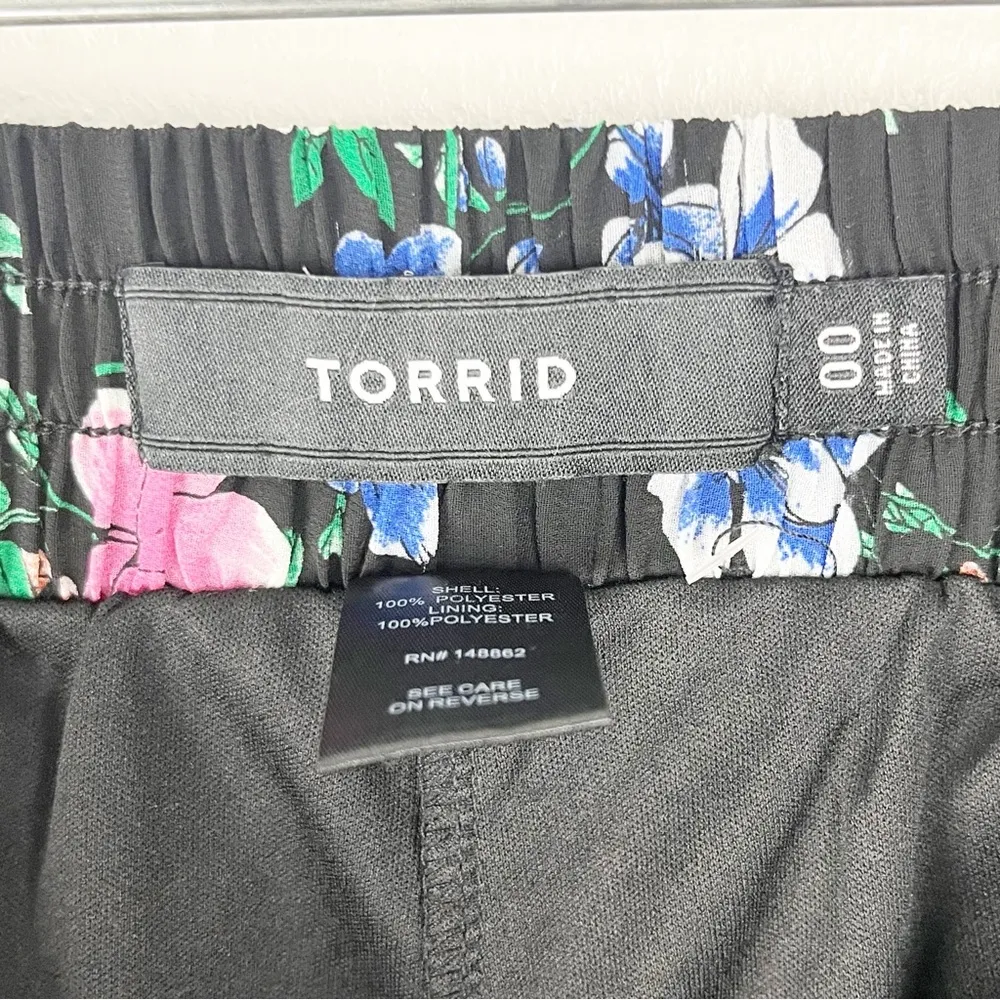 TORRID
00
MADE IN
CHINA
SHELL:
100% POLYESTER
LINING:
100%POLYESTER
RN# 148862
SEE CARE
ON REVERSE